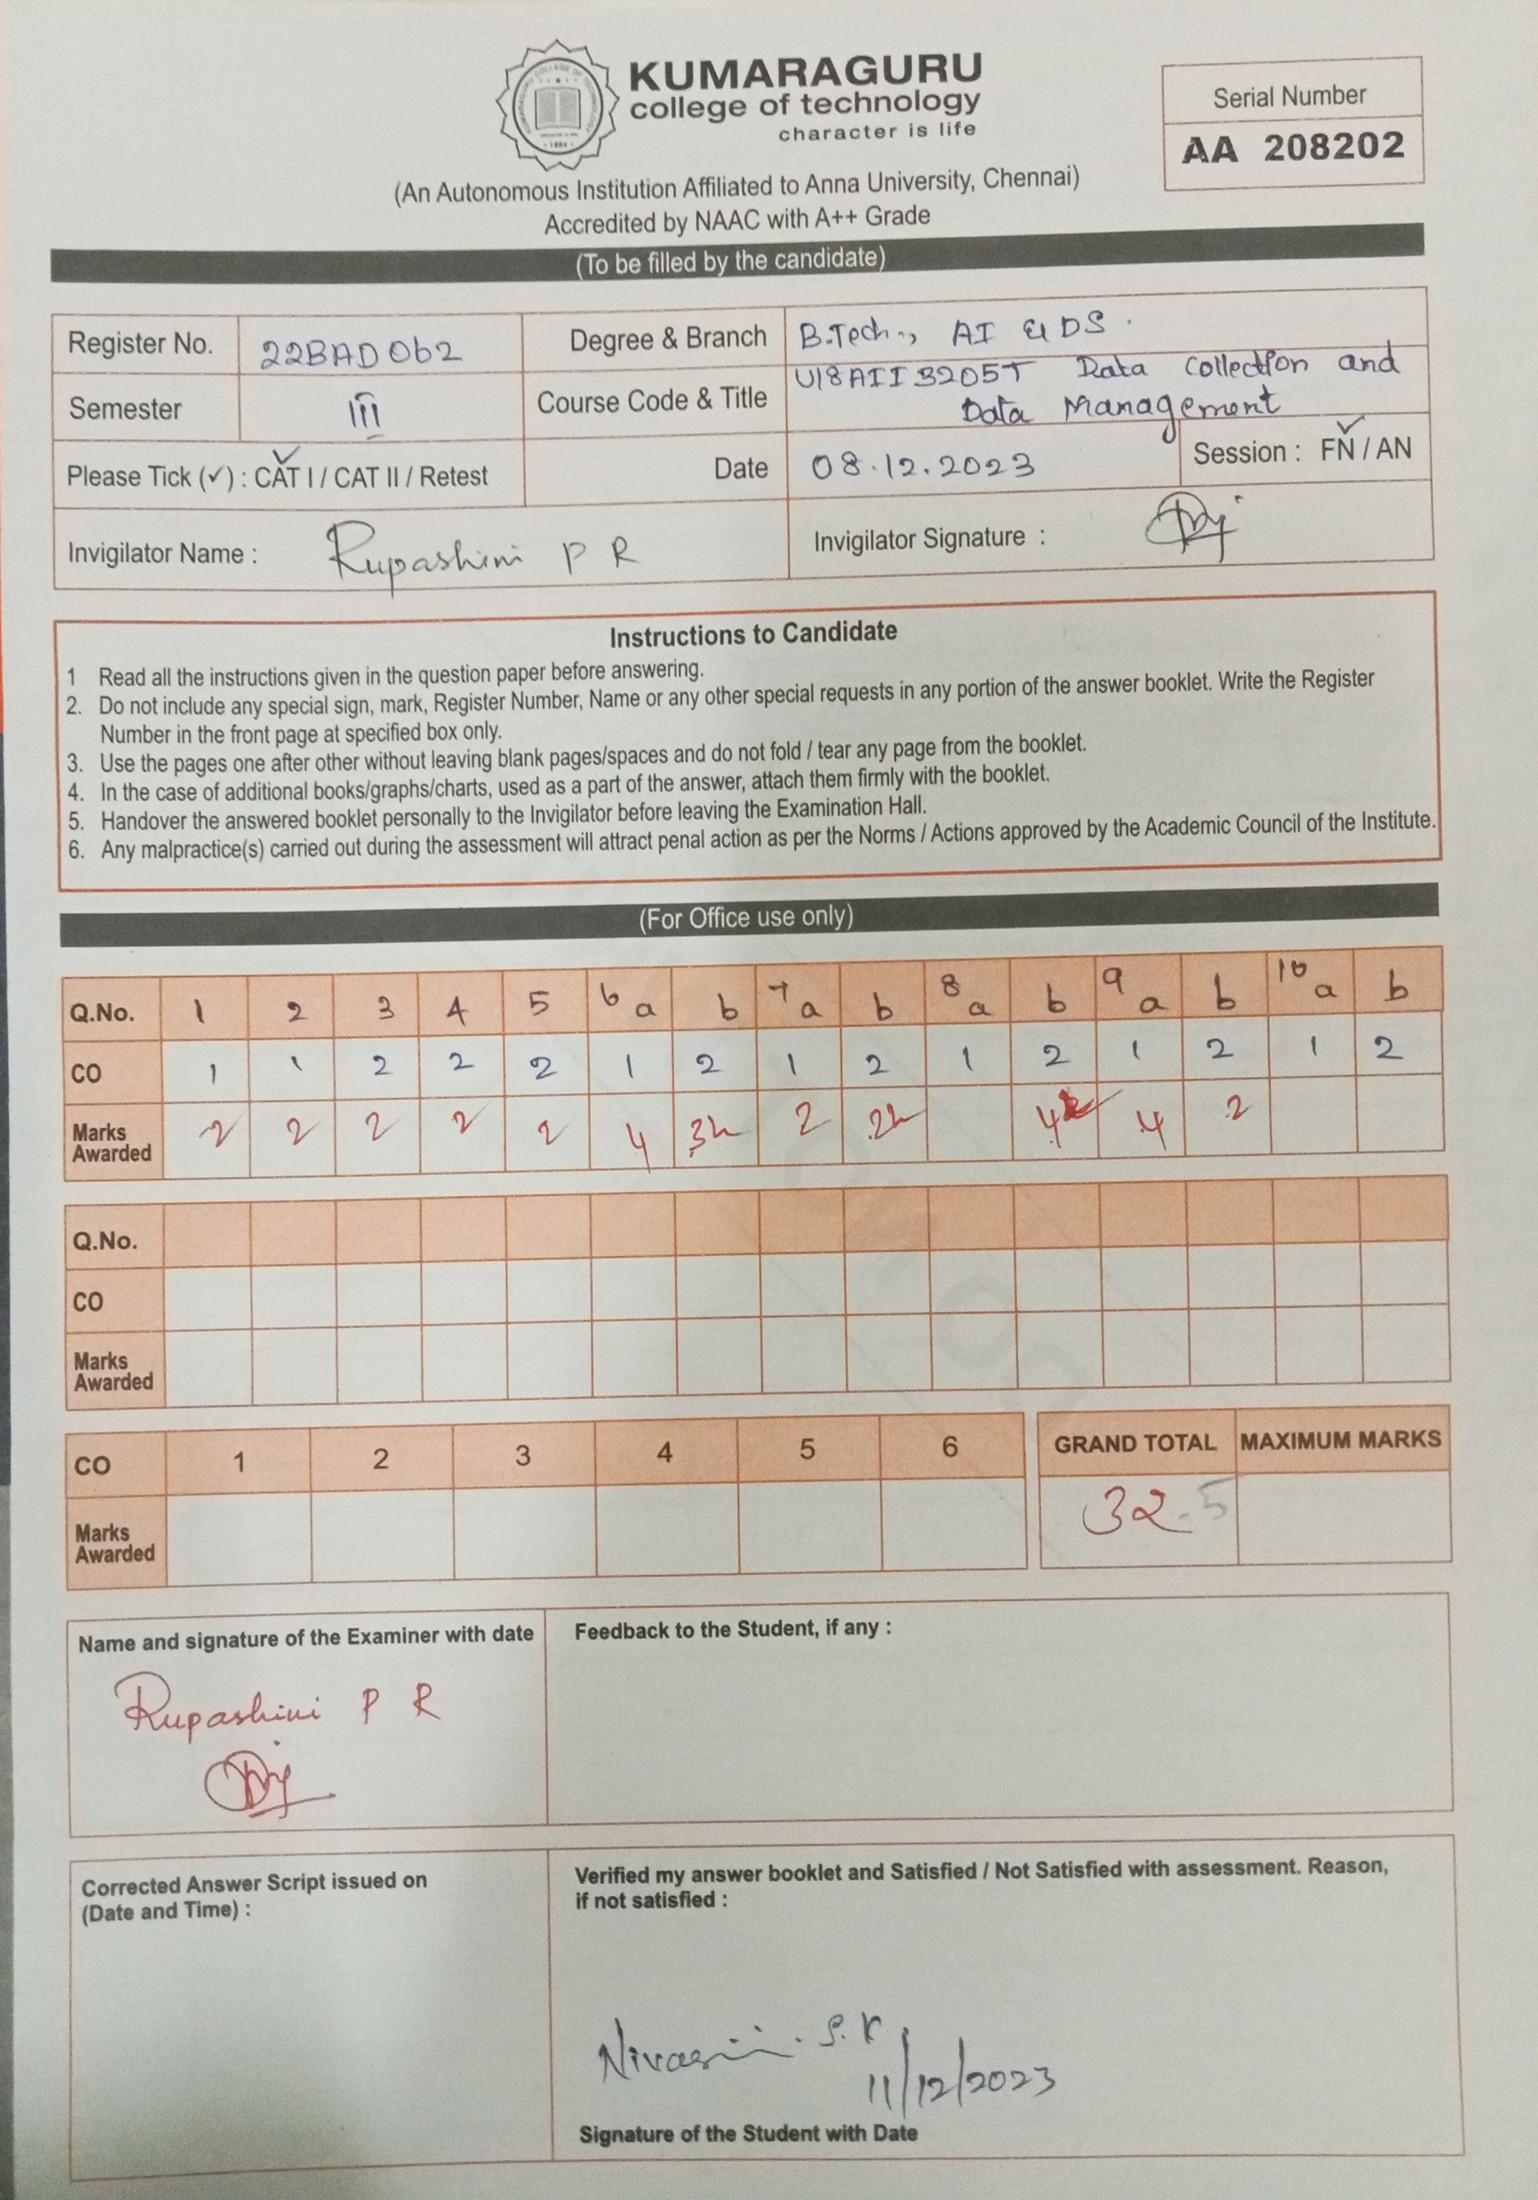 KUMARAGURU
college of technology
character is life
Serial Number
AA 208202
(An Autonomous Institution Affiliated to Anna University, Chennai)
Accredited by NAAC with A++ Grade
(To be filled by the candidate)
Register No. 22BAD062 Degree & Branch B.Tech., AI & DS.
Semester III Course Code & Title U18AII3205T Data Collection and
Data Management
Please Tick (✓) : CAT I / CAT II / Retest Date 08.12.2023 Session : FN / AN
Invigilator Name : Rupashini P R Invigilator Signature :
Instructions to Candidate
1 Read all the instructions given in the question paper before answering.
2. Do not include any special sign, mark, Register Number, Name or any other special requests in any portion of the answer booklet. Write the Register
Number in the front page at specified box only.
3. Use the pages one after other without leaving blank pages/spaces and do not fold / tear any page from the booklet.
4. In the case of additional books/graphs/charts, used as a part of the answer, attach them firmly with the booklet.
5. Handover the answered booklet personally to the Invigilator before leaving the Examination Hall.
6. Any malpractice(s) carried out during the assessment will attract penal action as per the Norms / Actions approved by the Academic Council of the Institute.
(For Office use only)
Q.No. 1 2 3 4 5 6 a b 7 a b 8 a b 9 a b 10 a b
CO 1 1 2 2 2 1 2 1 2 1 2 1 2 1 2
Marks Awarded 2 2 2 2 2 4 3½ 2 2½ 4 4 2
Q.No.
CO
Marks Awarded
CO 1 2 3 4 5 6 GRAND TOTAL MAXIMUM MARKS
Marks Awarded 32.5
Name and signature of the Examiner with date
Rupashini P R
Feedback to the Student, if any :
Corrected Answer Script issued on
(Date and Time) :
Verified my answer booklet and Satisfied / Not Satisfied with assessment. Reason,
if not satisfied :
S.K
11/12/2023
Signature of the Student with Date